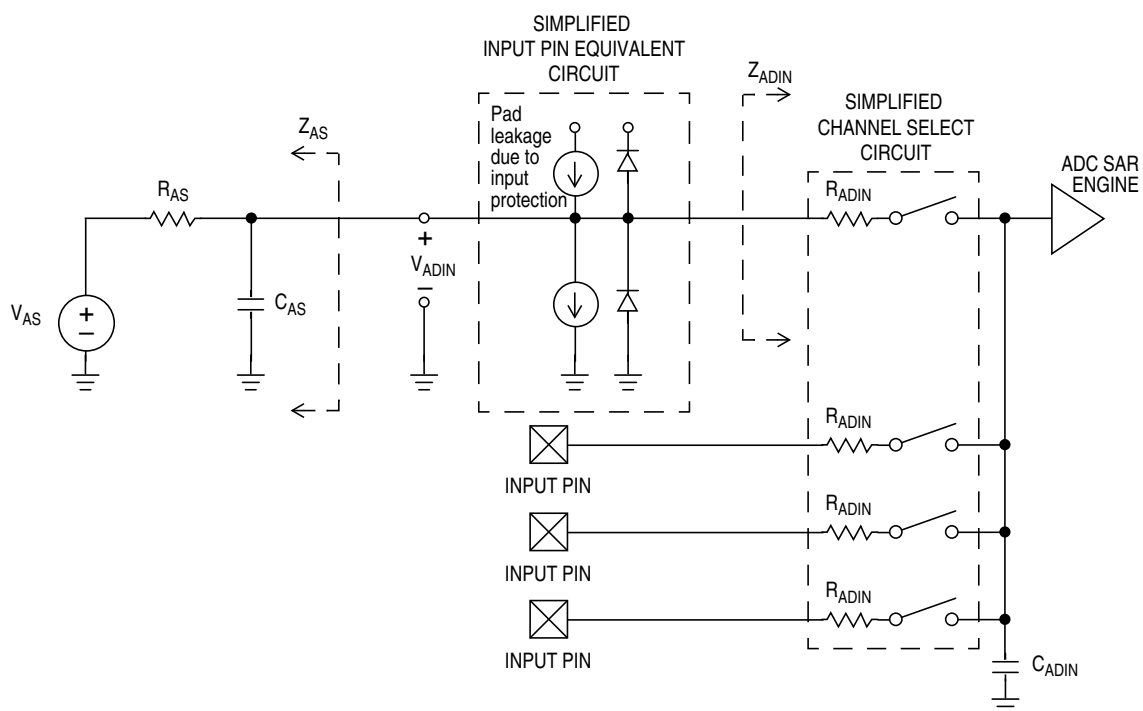 SIMPLIFIED
INPUT PIN EQUIVALENT
CIRCUIT
Pad
leakage
due to
input
protection
Z_AS
R_AS
V_AS
+
−
C_AS
+
V_ADIN
−
Z_ADIN
SIMPLIFIED
CHANNEL SELECT
CIRCUIT
R_ADIN
ADC SAR
ENGINE
R_ADIN
INPUT PIN
R_ADIN
INPUT PIN
R_ADIN
INPUT PIN
C_ADIN